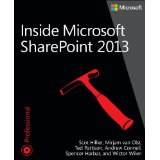 Microsoft
Inside Microsoft
SharePoint 2013
Professional
Scot Hillier, Mirjam van Olst,
Ted Pattison, Andrew Connell,
Spencer Harbar, and Wictor Wilén